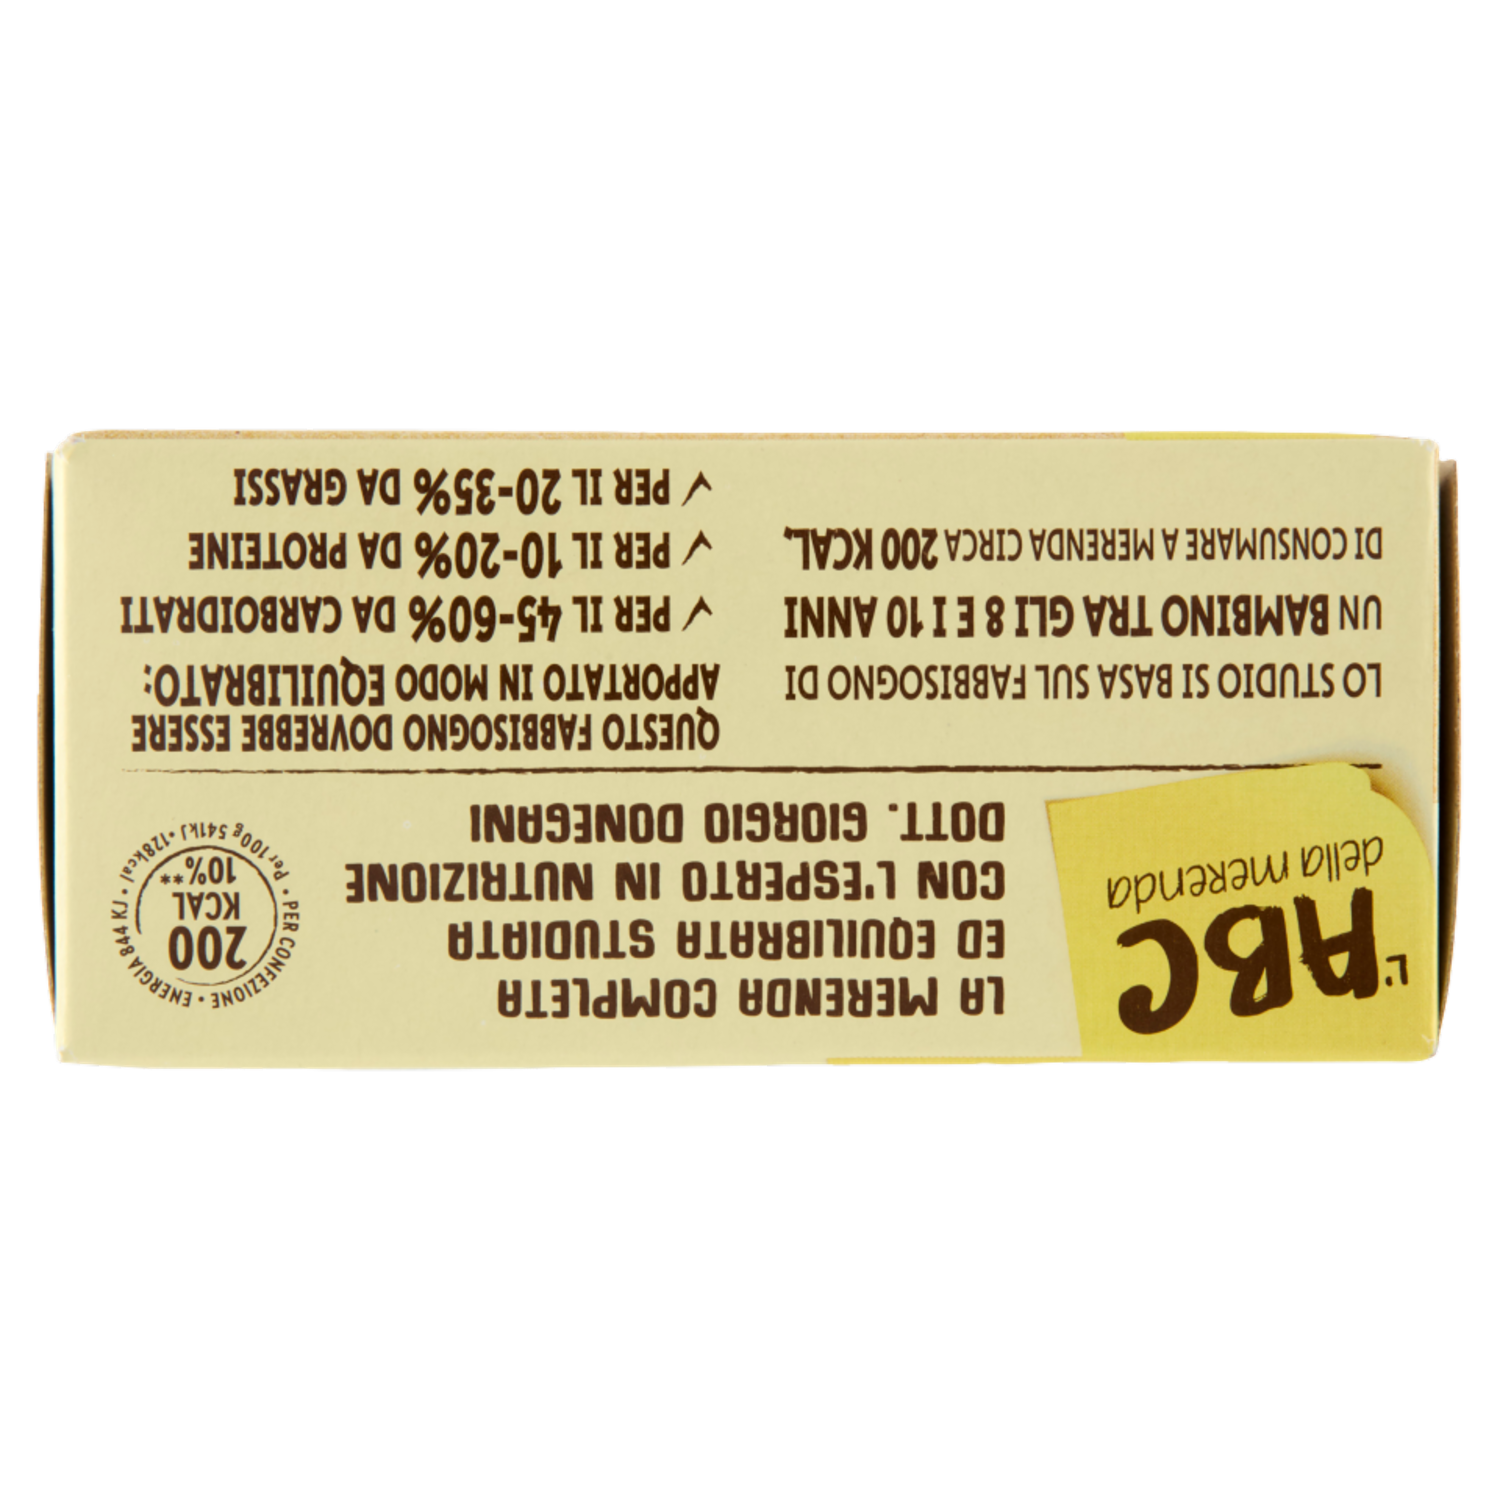 L'ABC
della merenda
LA MERENDA COMPLETA
ED EQUILIBRATA STUDIATA
CON L'ESPERTO IN NUTRIZIONE
DOTT. GIORGIO DONEGANI
200
KCAL
10%**
• PER CONFEZIONE • ENERGIA 844 KJ •
Per 100g 541kJ • 128kcal
LO STUDIO SI BASA SUL FABBISOGNO DI
UN BAMBINO TRA GLI 8 E I 10 ANNI
DI CONSUMARE A MERENDA CIRCA 200 KCAL.
QUESTO FABBISOGNO DOVREBBE ESSERE
APPORTATO IN MODO EQUILIBRATO:
✓ PER IL 45-60% DA CARBOIDRATI
✓ PER IL 10-20% DA PROTEINE
✓ PER IL 20-35% DA GRASSI